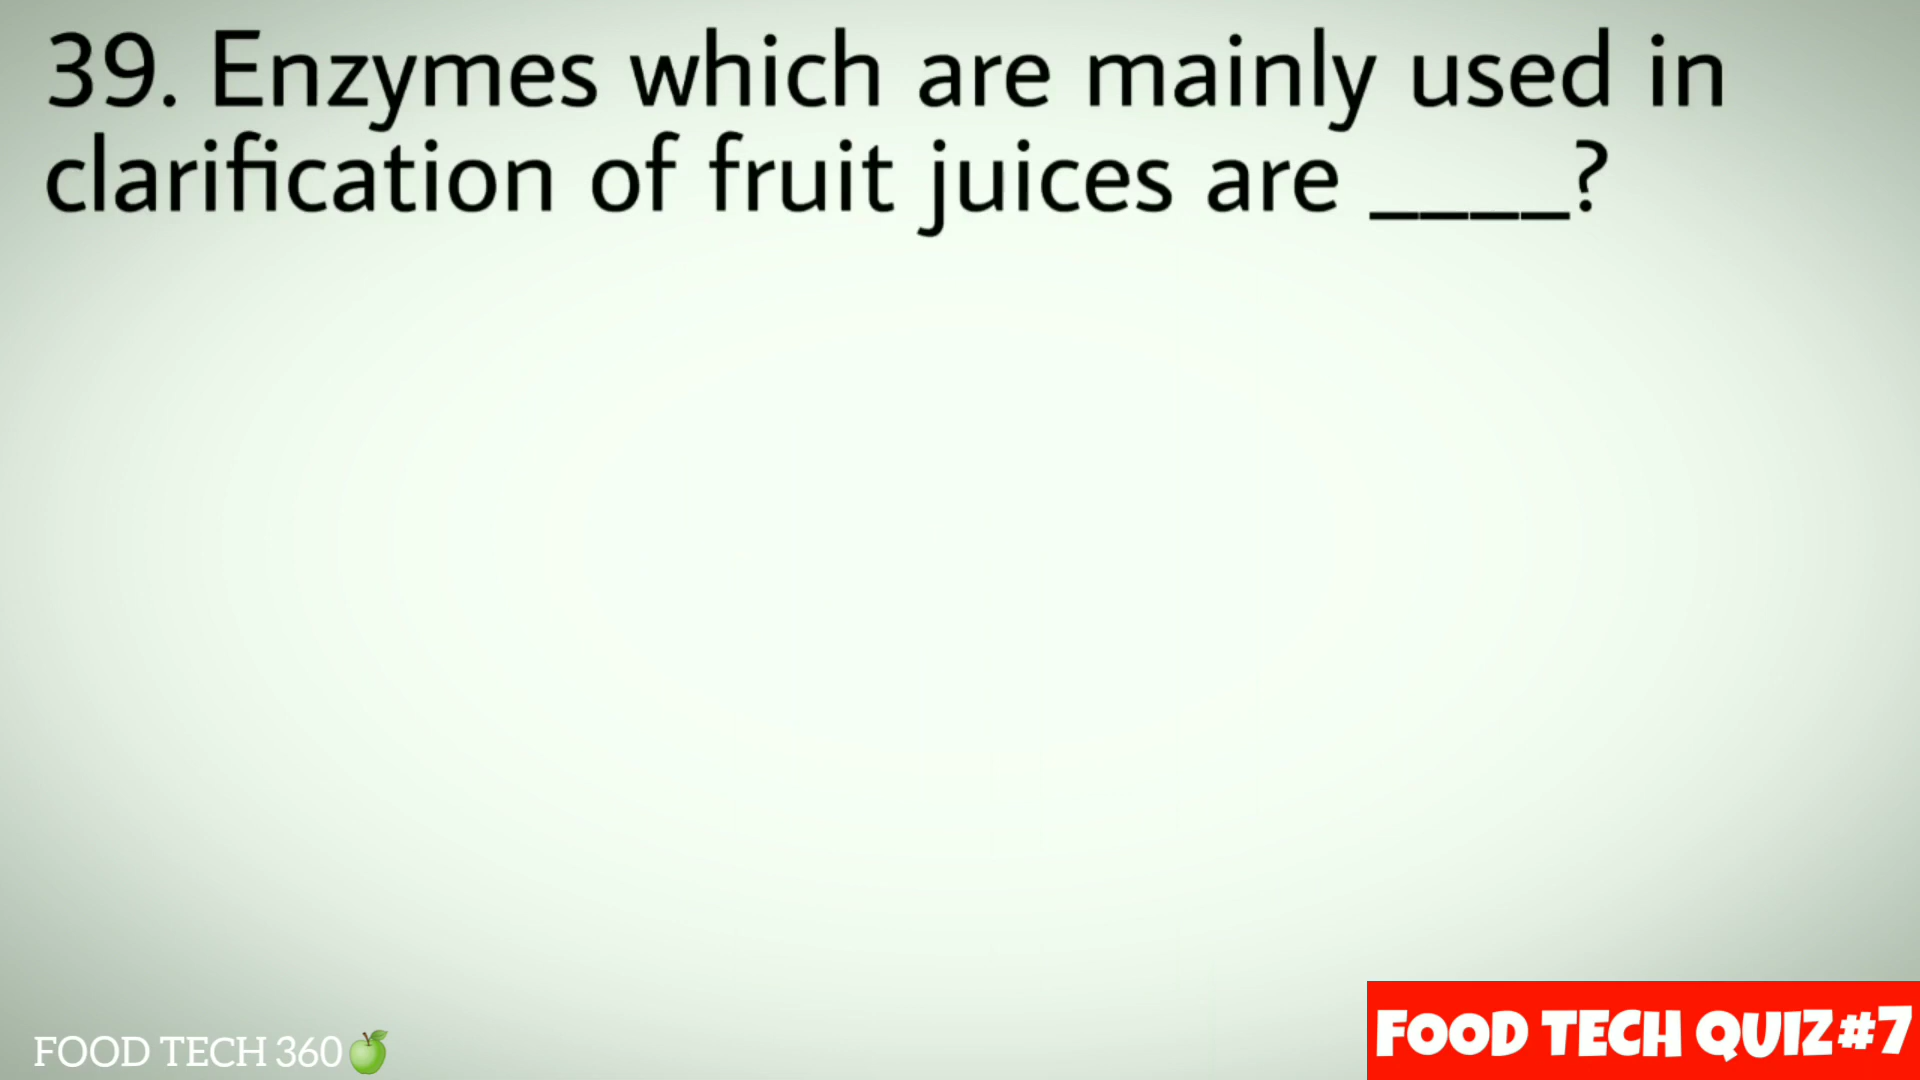 39. Enzymes which are mainly used in
clarification of fruit juices are ____?
FOOD TECH 360
FOOD TECH QUIZ#7